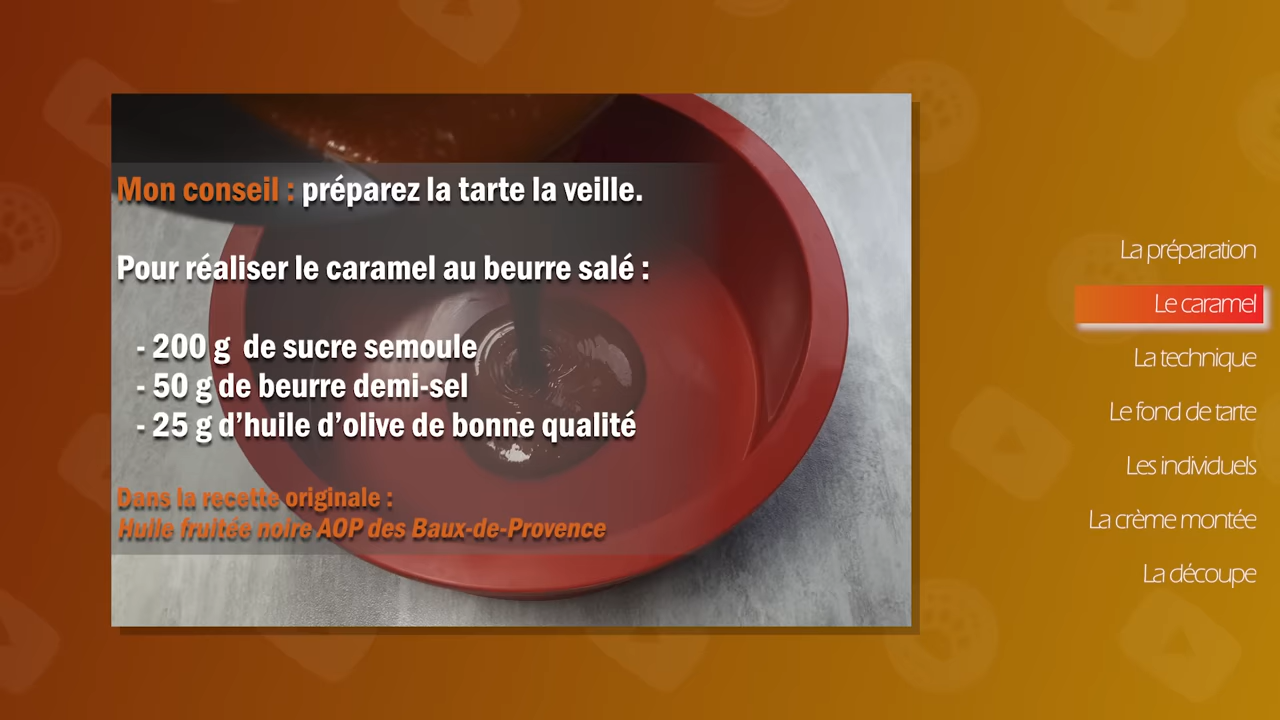 Mon conseil : préparez la tarte la veille.
Pour réaliser le caramel au beurre salé :
- 200 g de sucre semoule
- 50 g de beurre demi-sel
- 25 g d’huile d’olive de bonne qualité
Dans la recette originale :
Huile fruitée noire AOP des Baux-de-Provence
La préparation
Le caramel
La technique
Le fond de tarte
Les individuels
La crème montée
La découpe